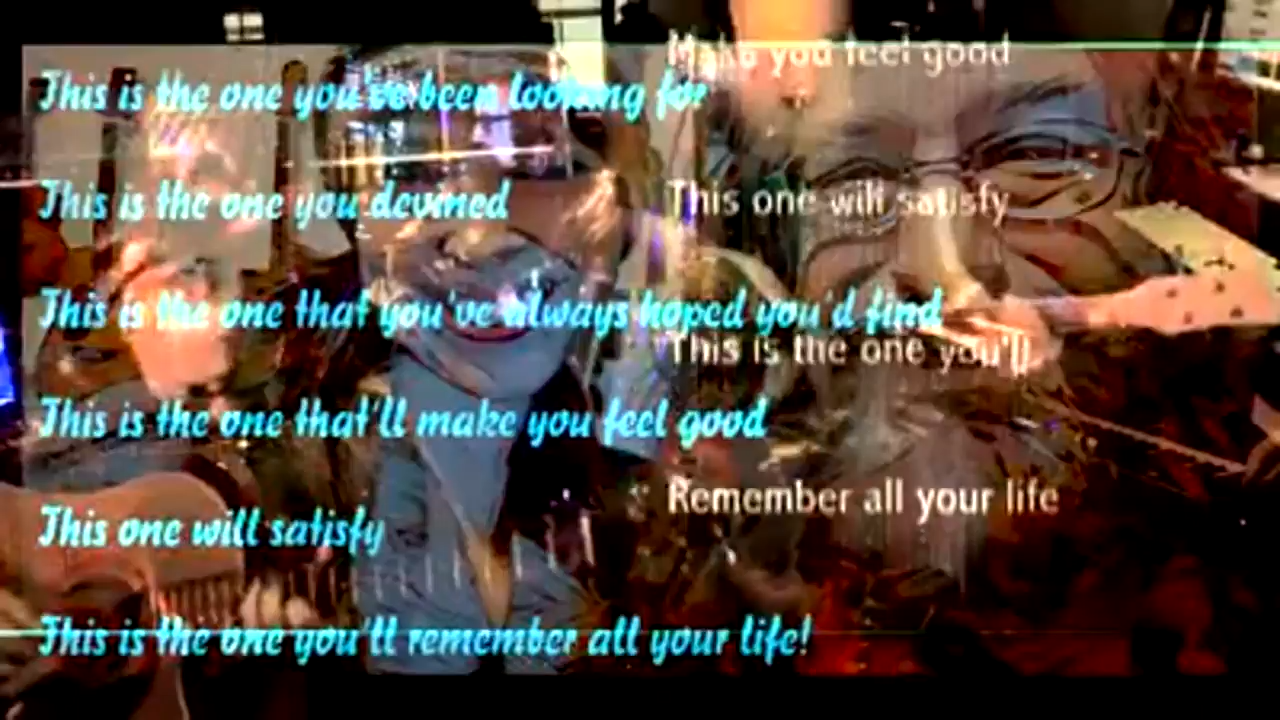 Make you feel good
This is the one you've been looking for
This is the one you devined
This one will satisfy
This is the one that you've always hoped you'd find
This is the one you'll
This is the one that'll make you feel good
Remember all your life
This one will satisfy
This is the one you'll remember all your life!